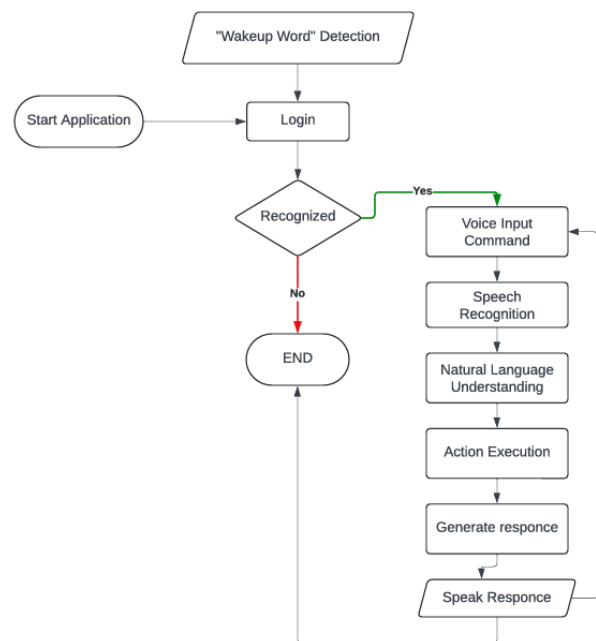 "Wakeup Word" Detection
Start Application
Login
Recognized
Yes
No
Voice Input
Command
Speech
Recognition
END
Natural Language
Understanding
Action Execution
Generate responce
Speak Responce